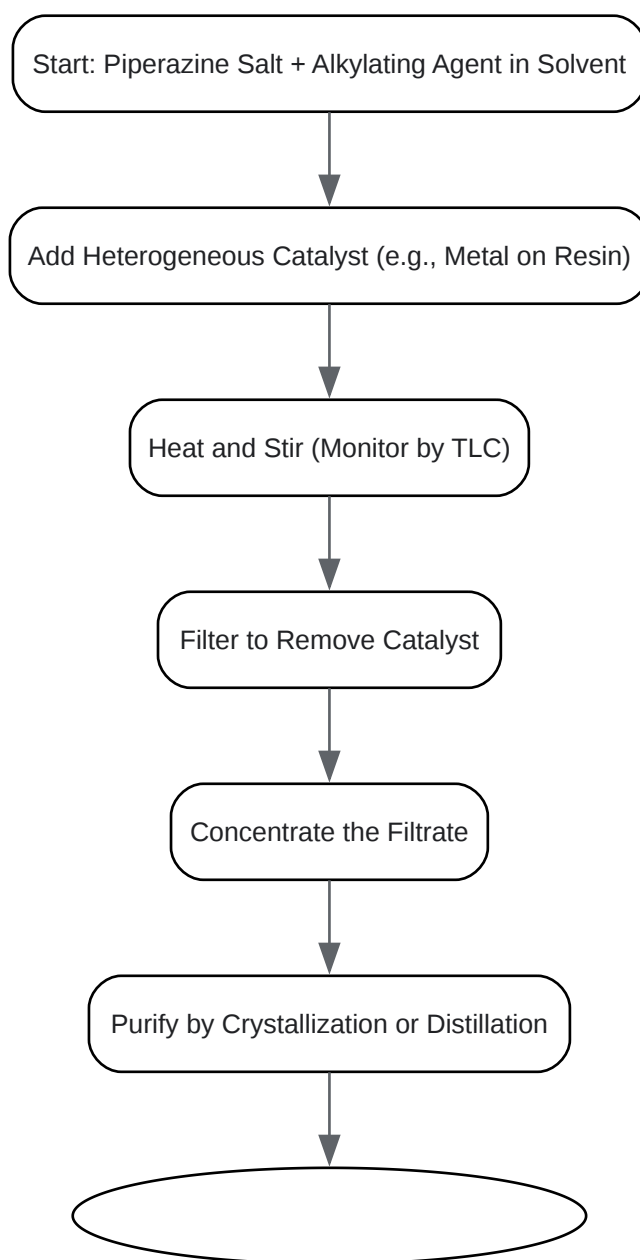 Start: Piperazine Salt + Alkylating Agent in Solvent
Add Heterogeneous Catalyst (e.g., Metal on Resin)
Heat and Stir (Monitor by TLC)
Filter to Remove Catalyst
Concentrate the Filtrate
Purify by Crystallization or Distillation